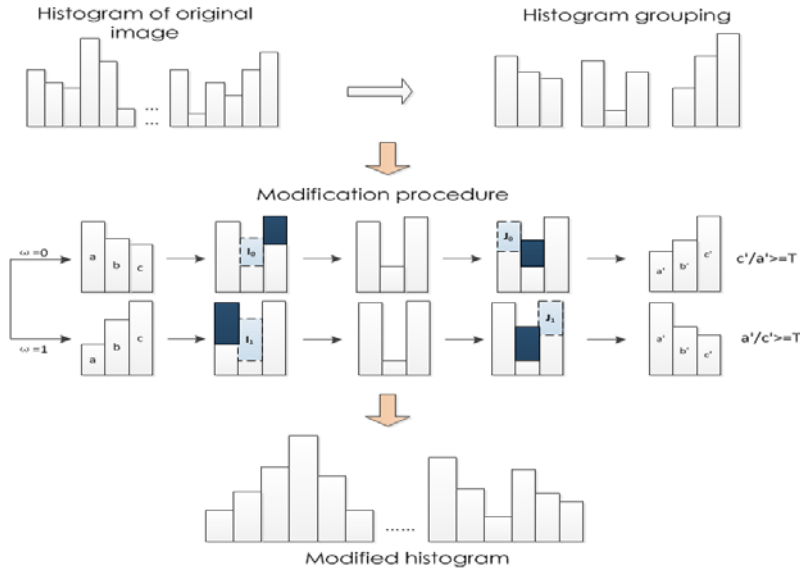 Histogram of original
image
Histogram grouping
...
...
Modification procedure
ω=0
a
b
c
I₀
J₀
a'
b'
c'
c'/a'>=T
ω=1
a
b
c
I₁
J₁
a'
b'
c'
a'/c'>=T
......
Modified histogram